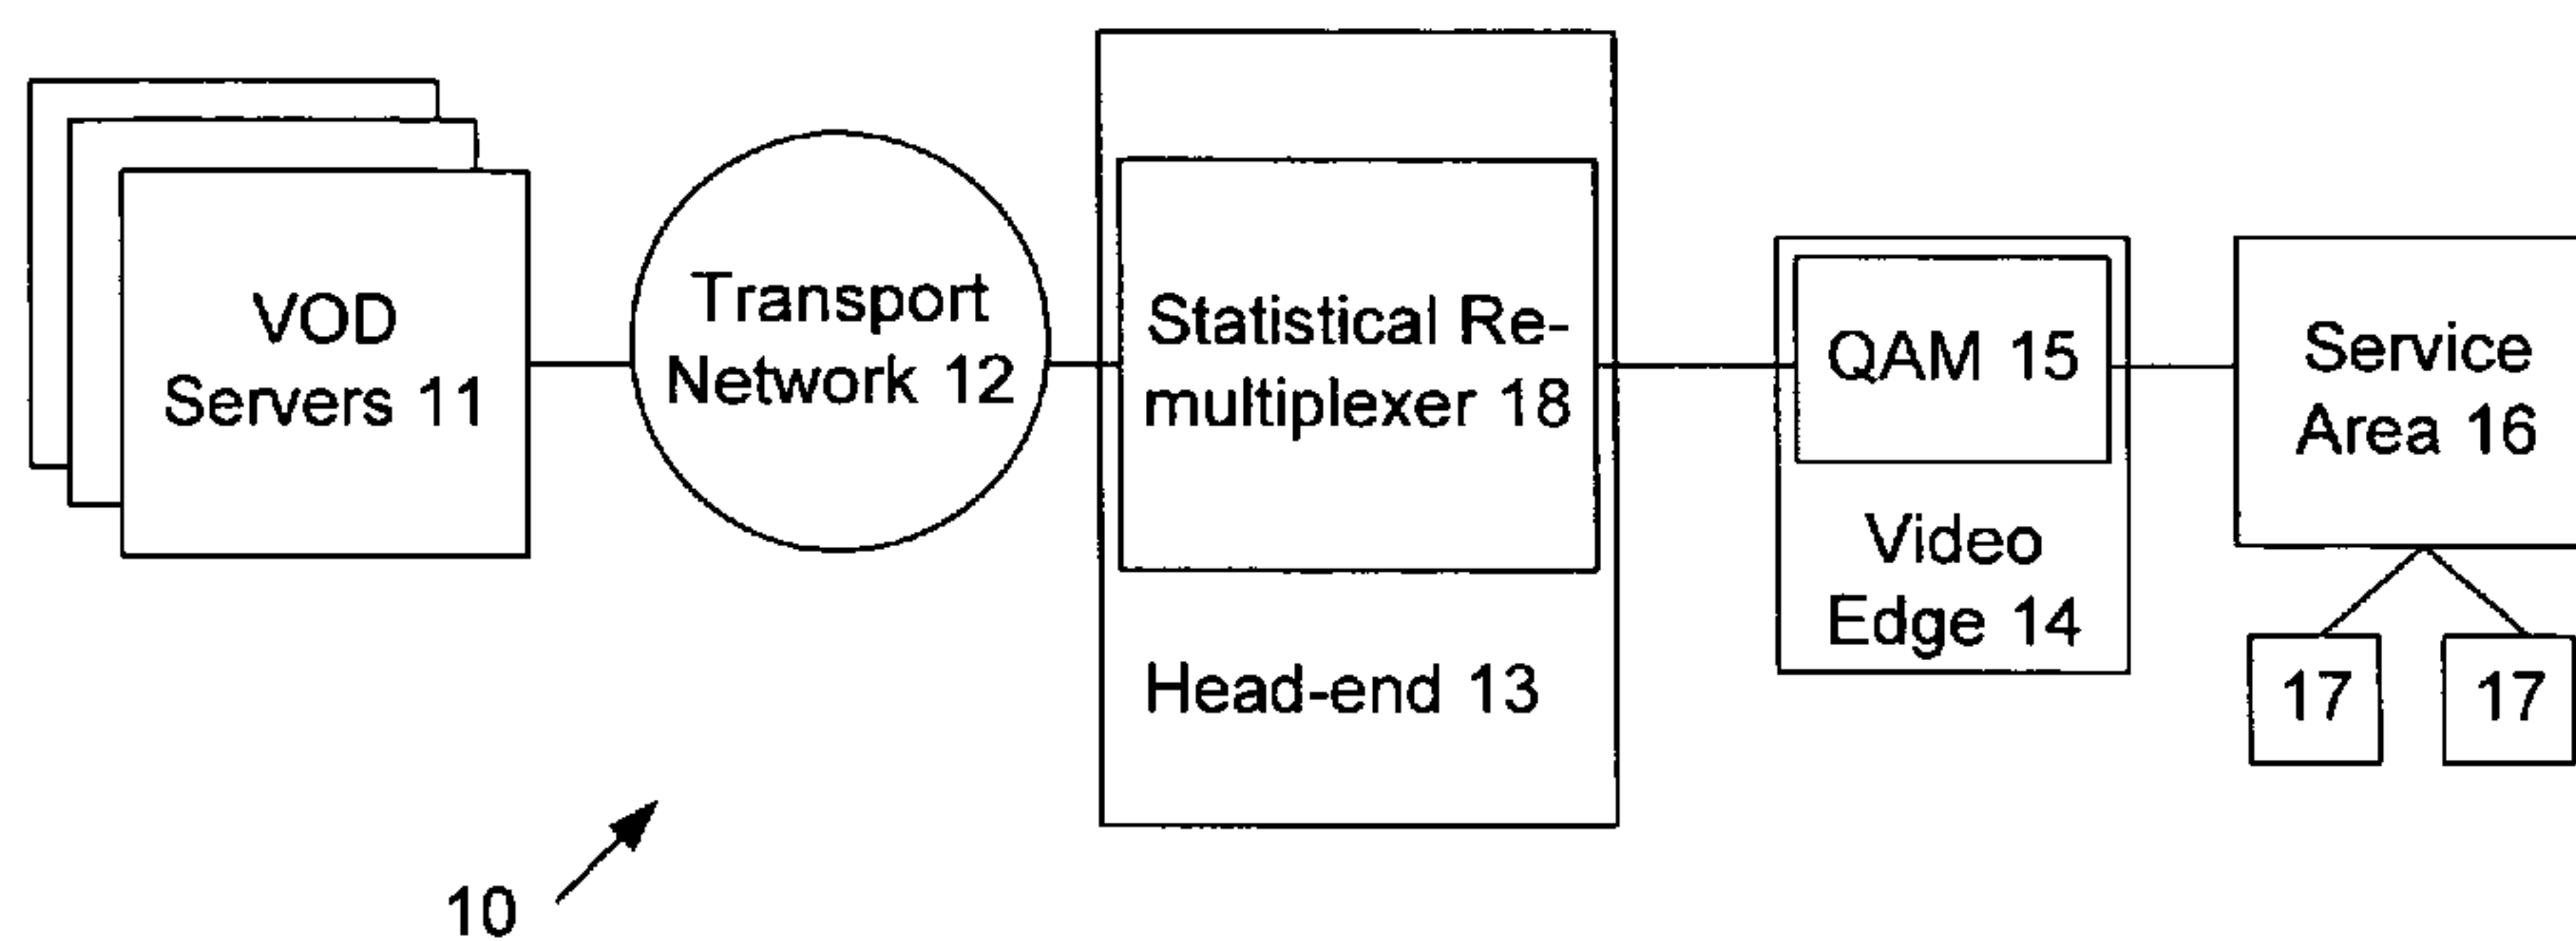 VOD
Servers 11
Transport
Network 12
Statistical Re-
multiplexer 18
Head-end 13
QAM 15
Video
Edge 14
Service
Area 16
17
17
10